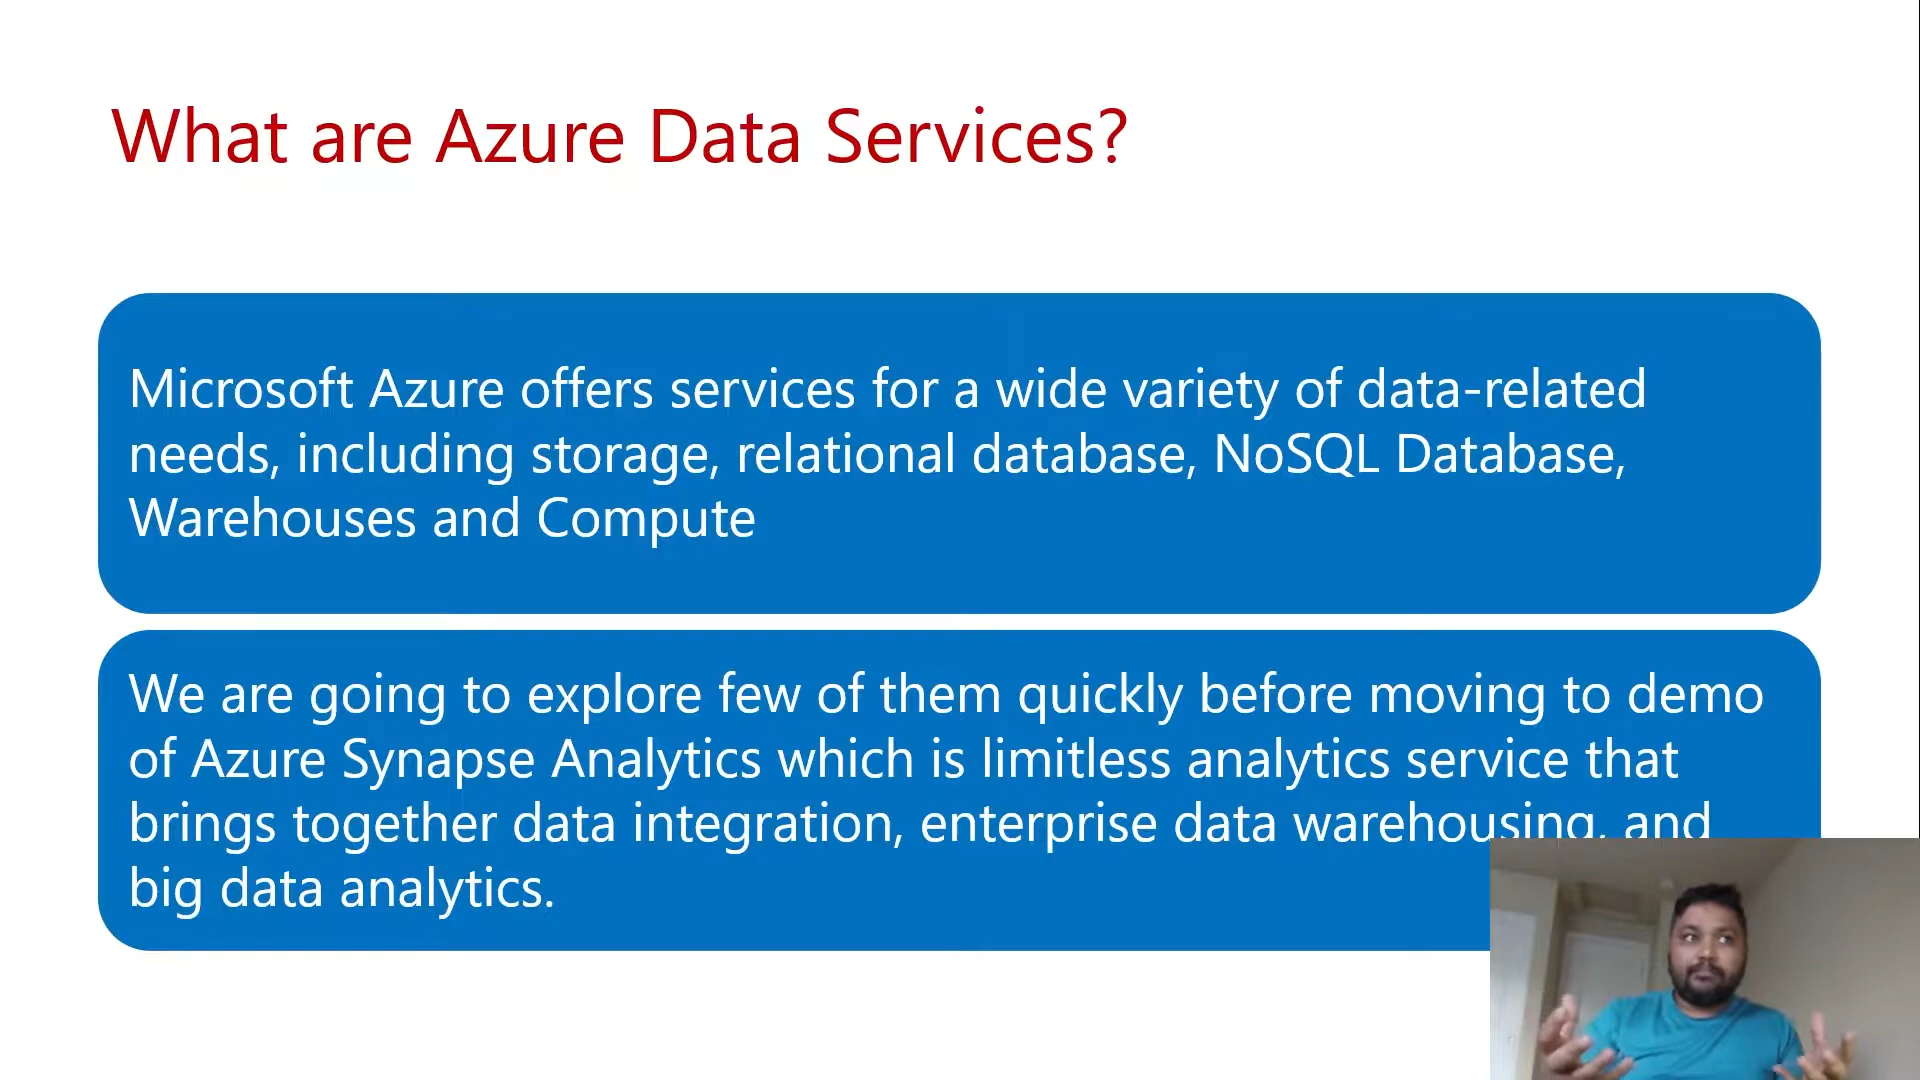 What are Azure Data Services?
Microsoft Azure offers services for a wide variety of data-related
needs, including storage, relational database, NoSQL Database,
Warehouses and Compute
We are going to explore few of them quickly before moving to demo
of Azure Synapse Analytics which is limitless analytics service that
brings together data integration, enterprise data warehousing, and
big data analytics.